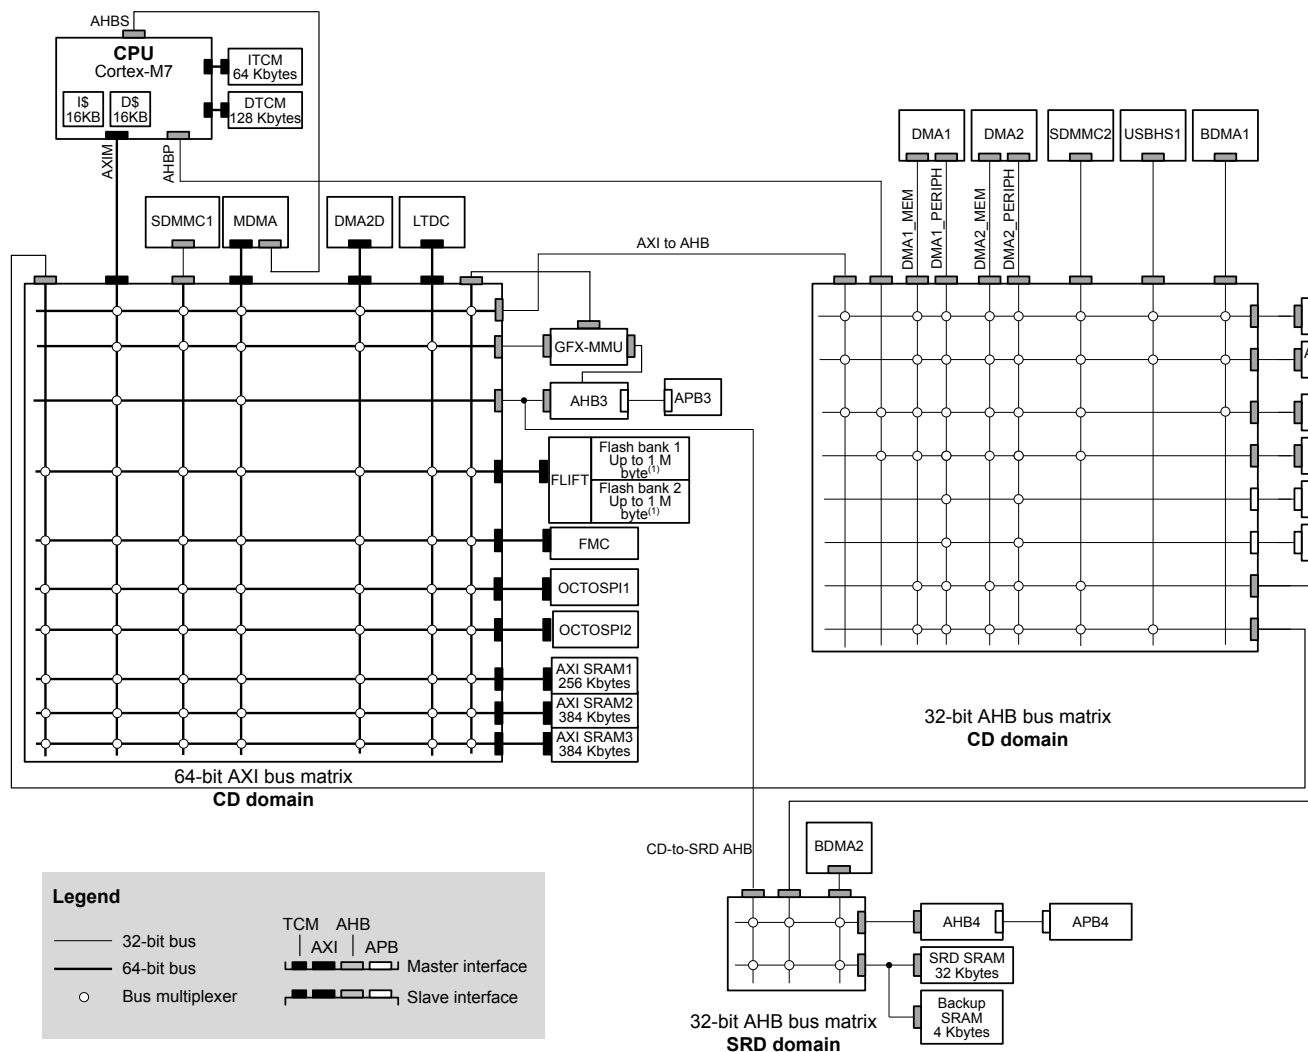 AHBS
CPU
Cortex-M7
I$
16KB
D$
16KB
ITCM
64 Kbytes
DTCM
128 Kbytes
AXIM
AHBP
SDMMC1
MDMA
DMA2D
LTDC
AXI to AHB
DMA1
DMA2
SDMMC2
USBHS1
BDMA1
DMA1_MEM
DMA1_PERIPH
DMA2_MEM
DMA2_PERIPH
GFX-MMU
AHB3
APB3
FLIFT
Flash bank 1
Up to 1 M
byte(1)
Flash bank 2
Up to 1 M
byte(1)
FMC
OCTOSPI1
OCTOSPI2
AXI SRAM1
256 Kbytes
AXI SRAM2
384 Kbytes
AXI SRAM3
384 Kbytes
A
64-bit AXI bus matrix
CD domain
32-bit AHB bus matrix
CD domain
CD-to-SRD AHB
BDMA2
AHB4
APB4
SRD SRAM
32 Kbytes
Backup
SRAM
4 Kbytes
32-bit AHB bus matrix
SRD domain
Legend
32-bit bus
64-bit bus
Bus multiplexer
TCM
AHB
AXI
APB
Master interface
Slave interface